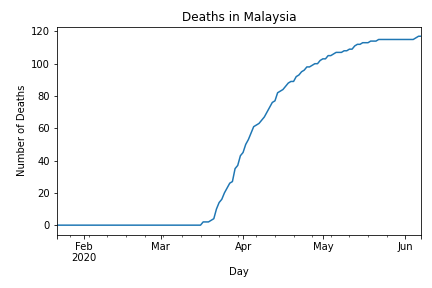 Deaths in Malaysia
Number of Deaths
120
100
80
60
40
20
0
Feb
2020
Mar
Apr
May
Jun
Day